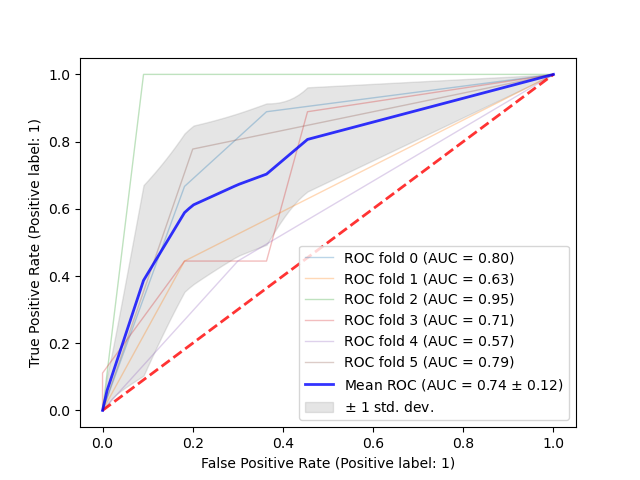 1.0
0.8
0.6
0.4
0.2
0.0
True Positive Rate (Positive label: 1)
ROC fold 0 (AUC = 0.80)
ROC fold 1 (AUC = 0.63)
ROC fold 2 (AUC = 0.95)
ROC fold 3 (AUC = 0.71)
ROC fold 4 (AUC = 0.57)
ROC fold 5 (AUC = 0.79)
Mean ROC (AUC = 0.74 ± 0.12)
± 1 std. dev.
0.0 0.2 0.4 0.6 0.8 1.0
False Positive Rate (Positive label: 1)